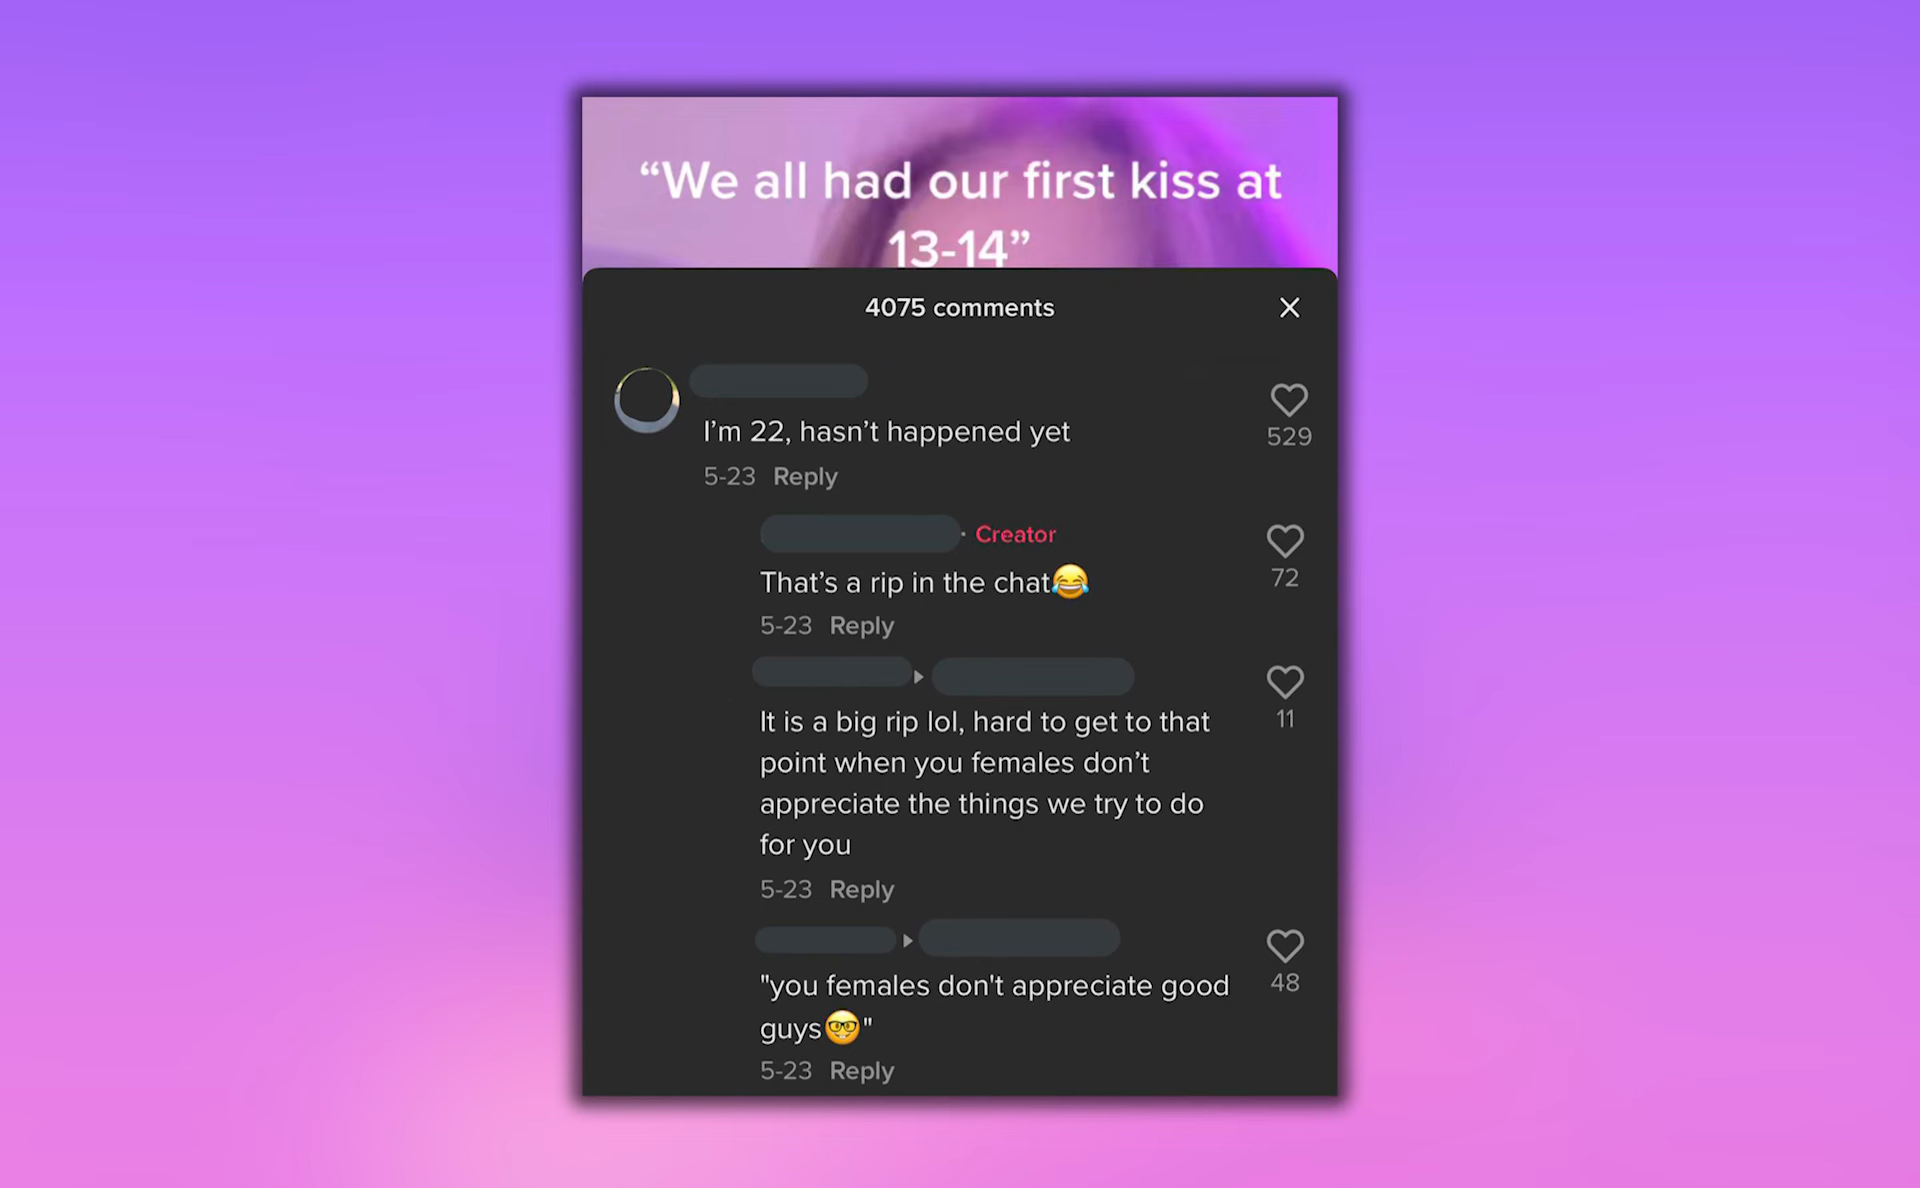 “We all had our first kiss at
13-14”
4075 comments
I’m 22, hasn’t happened yet
529
5-23 Reply
· Creator
That’s a rip in the chat😂
72
5-23 Reply
It is a big rip lol, hard to get to that
point when you females don’t
appreciate the things we try to do
for you
11
5-23 Reply
"you females don't appreciate good
guys🤓"
48
5-23 Reply